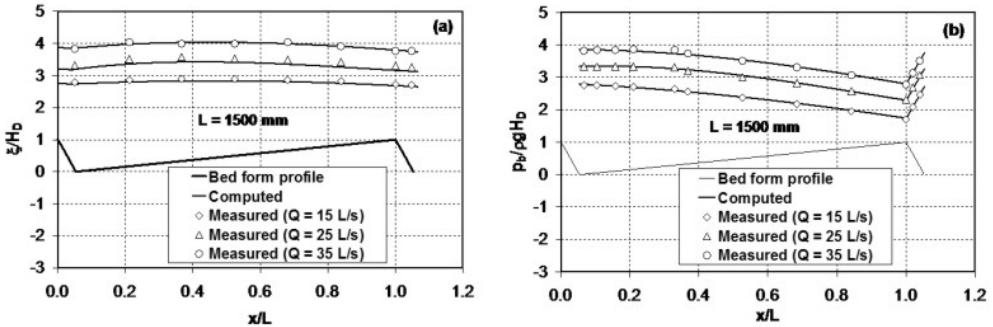 (a)
5
4
3
2
1
0
-1
-2
-3
ξ/H_D
L = 1500 mm
Bed form profile
Computed
Measured (Q = 15 L/s)
Measured (Q = 25 L/s)
Measured (Q = 35 L/s)
0.0 0.2 0.4 0.6 0.8 1.0 1.2
x/L
(b)
5
4
3
2
1
0
-1
-2
-3
p_b/ρgH_D
L = 1500 mm
Bed form profile
Computed
Measured (Q = 15 L/s)
Measured (Q = 25 L/s)
Measured (Q = 35 L/s)
0.0 0.2 0.4 0.6 0.8 1.0 1.2
x/L